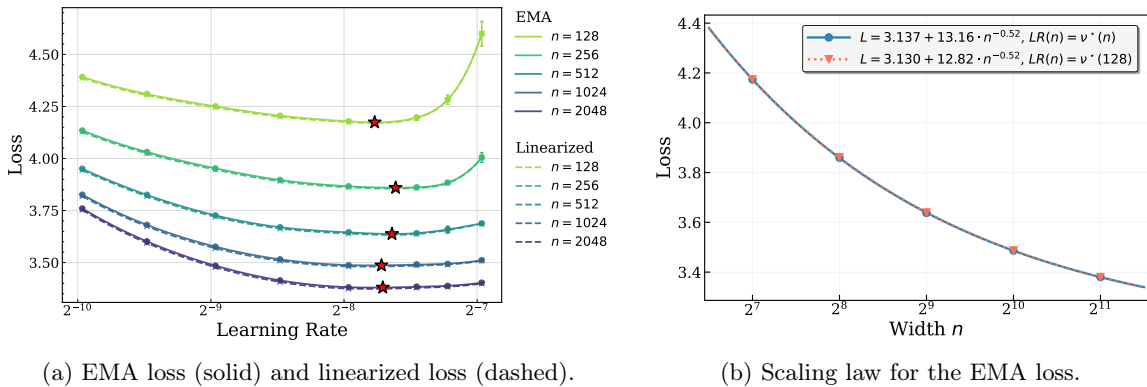 EMA
n = 128
n = 256
n = 512
n = 1024
n = 2048
Linearized
n = 128
n = 256
n = 512
n = 1024
n = 2048
Loss
4.50
4.25
4.00
3.75
3.50
2^-10
2^-9
2^-8
2^-7
Learning Rate
(a) EMA loss (solid) and linearized loss (dashed).
L = 3.137 + 13.16 · n^-0.52, LR(n) = ν*(n)
L = 3.130 + 12.82 · n^-0.52, LR(n) = ν*(128)
Loss
4.4
4.2
4.0
3.8
3.6
3.4
2^7
2^8
2^9
2^10
2^11
Width n
(b) Scaling law for the EMA loss.